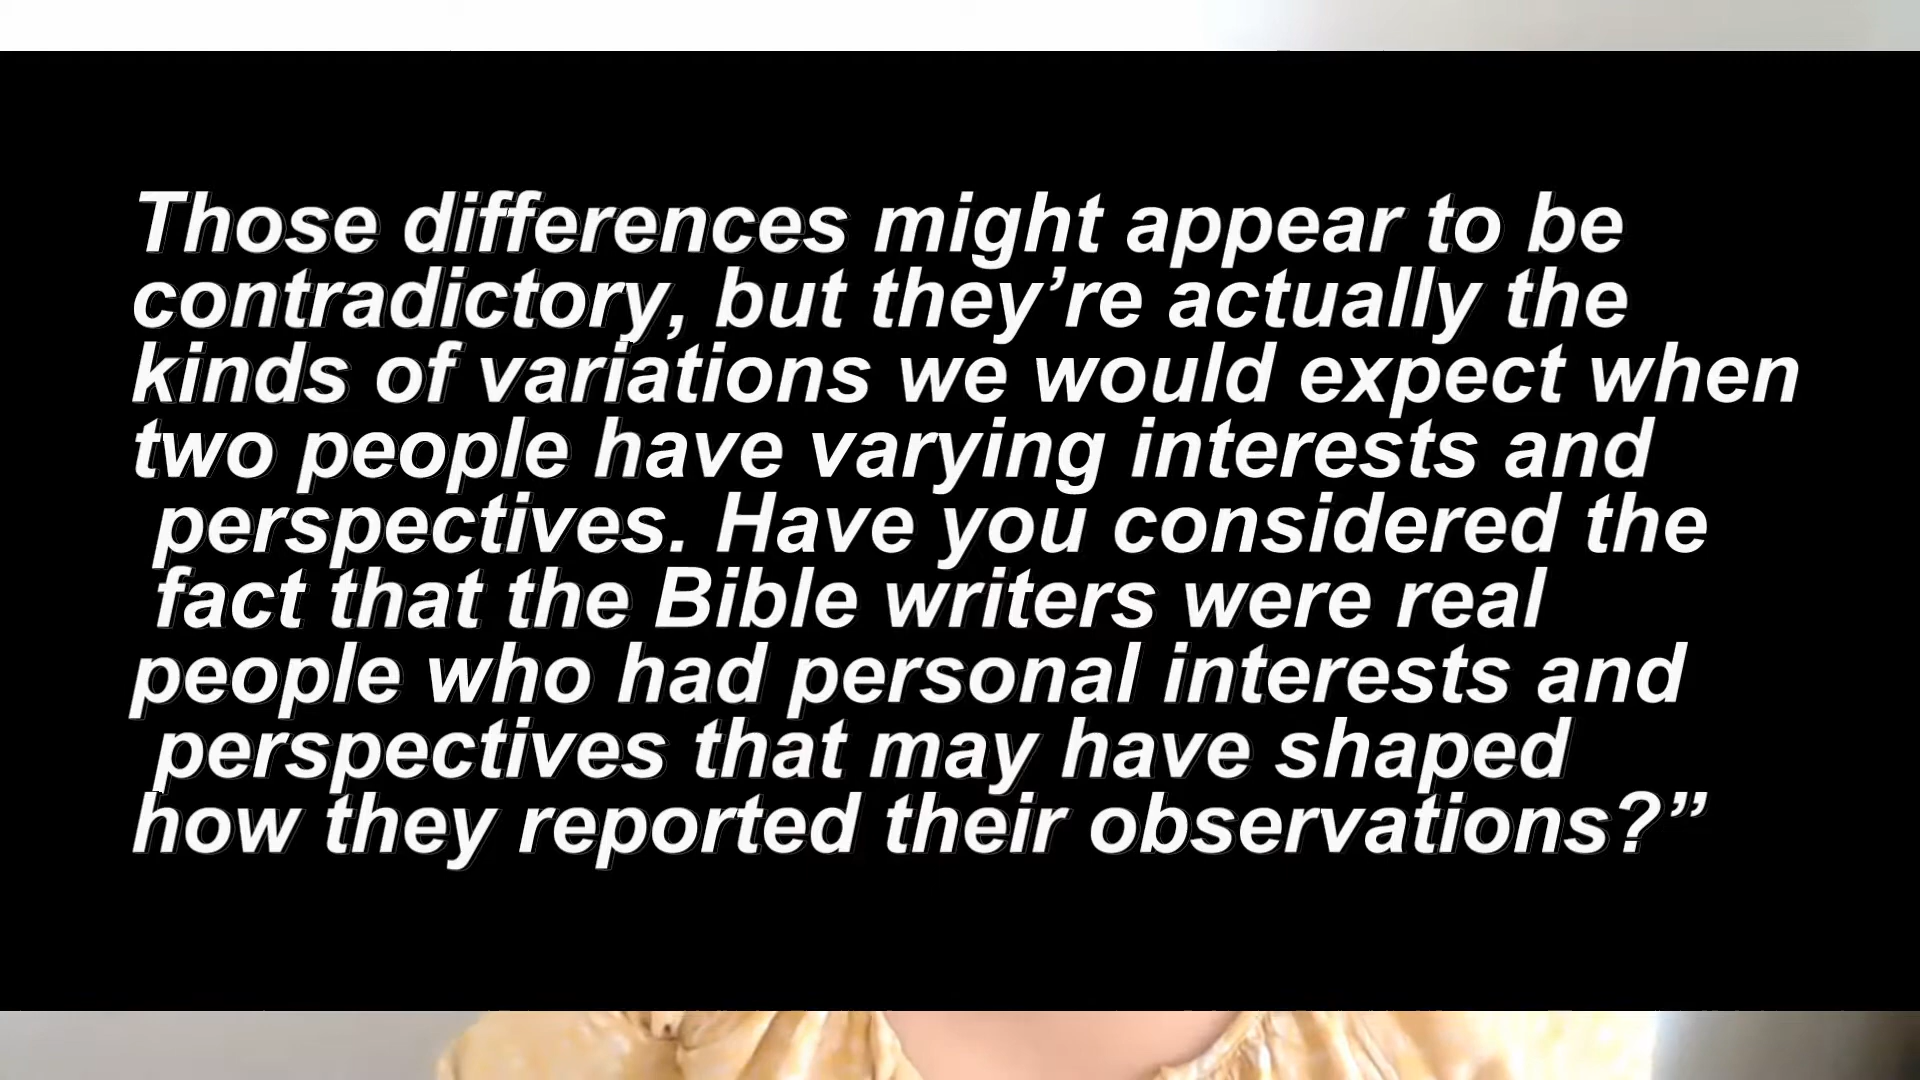 Those differences might appear to be
contradictory, but they’re actually the
kinds of variations we would expect when
two people have varying interests and
perspectives. Have you considered the
fact that the Bible writers were real
people who had personal interests and
perspectives that may have shaped
how they reported their observations?”